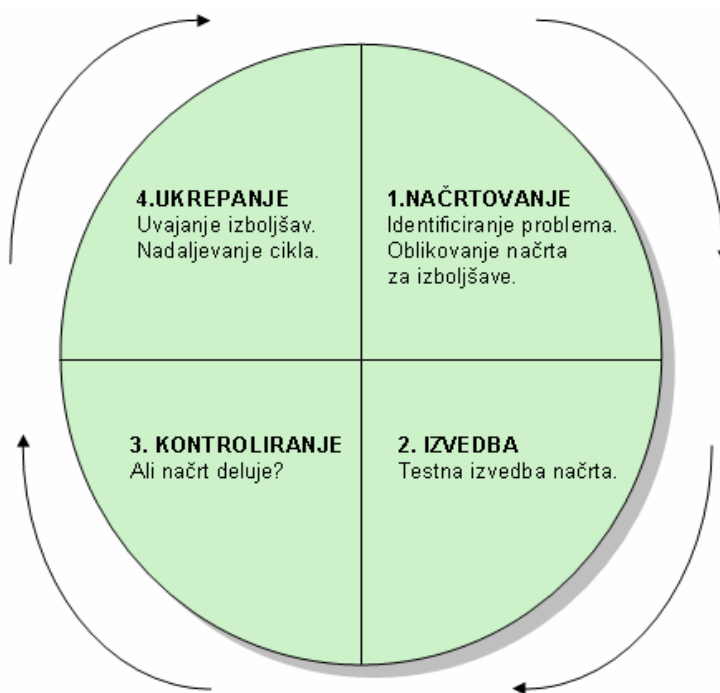 4.UKREPANJE
Uvajanje izboljšav.
Nadaljevanje cikla.
1.NAČRTOVANJE
Identificiranje problema.
Oblikovanje načrta
za izboljšave.
3. KONTROLIRANJE
Ali načrt deluje?
2. IZVEDBA
Testna izvedba načrta.